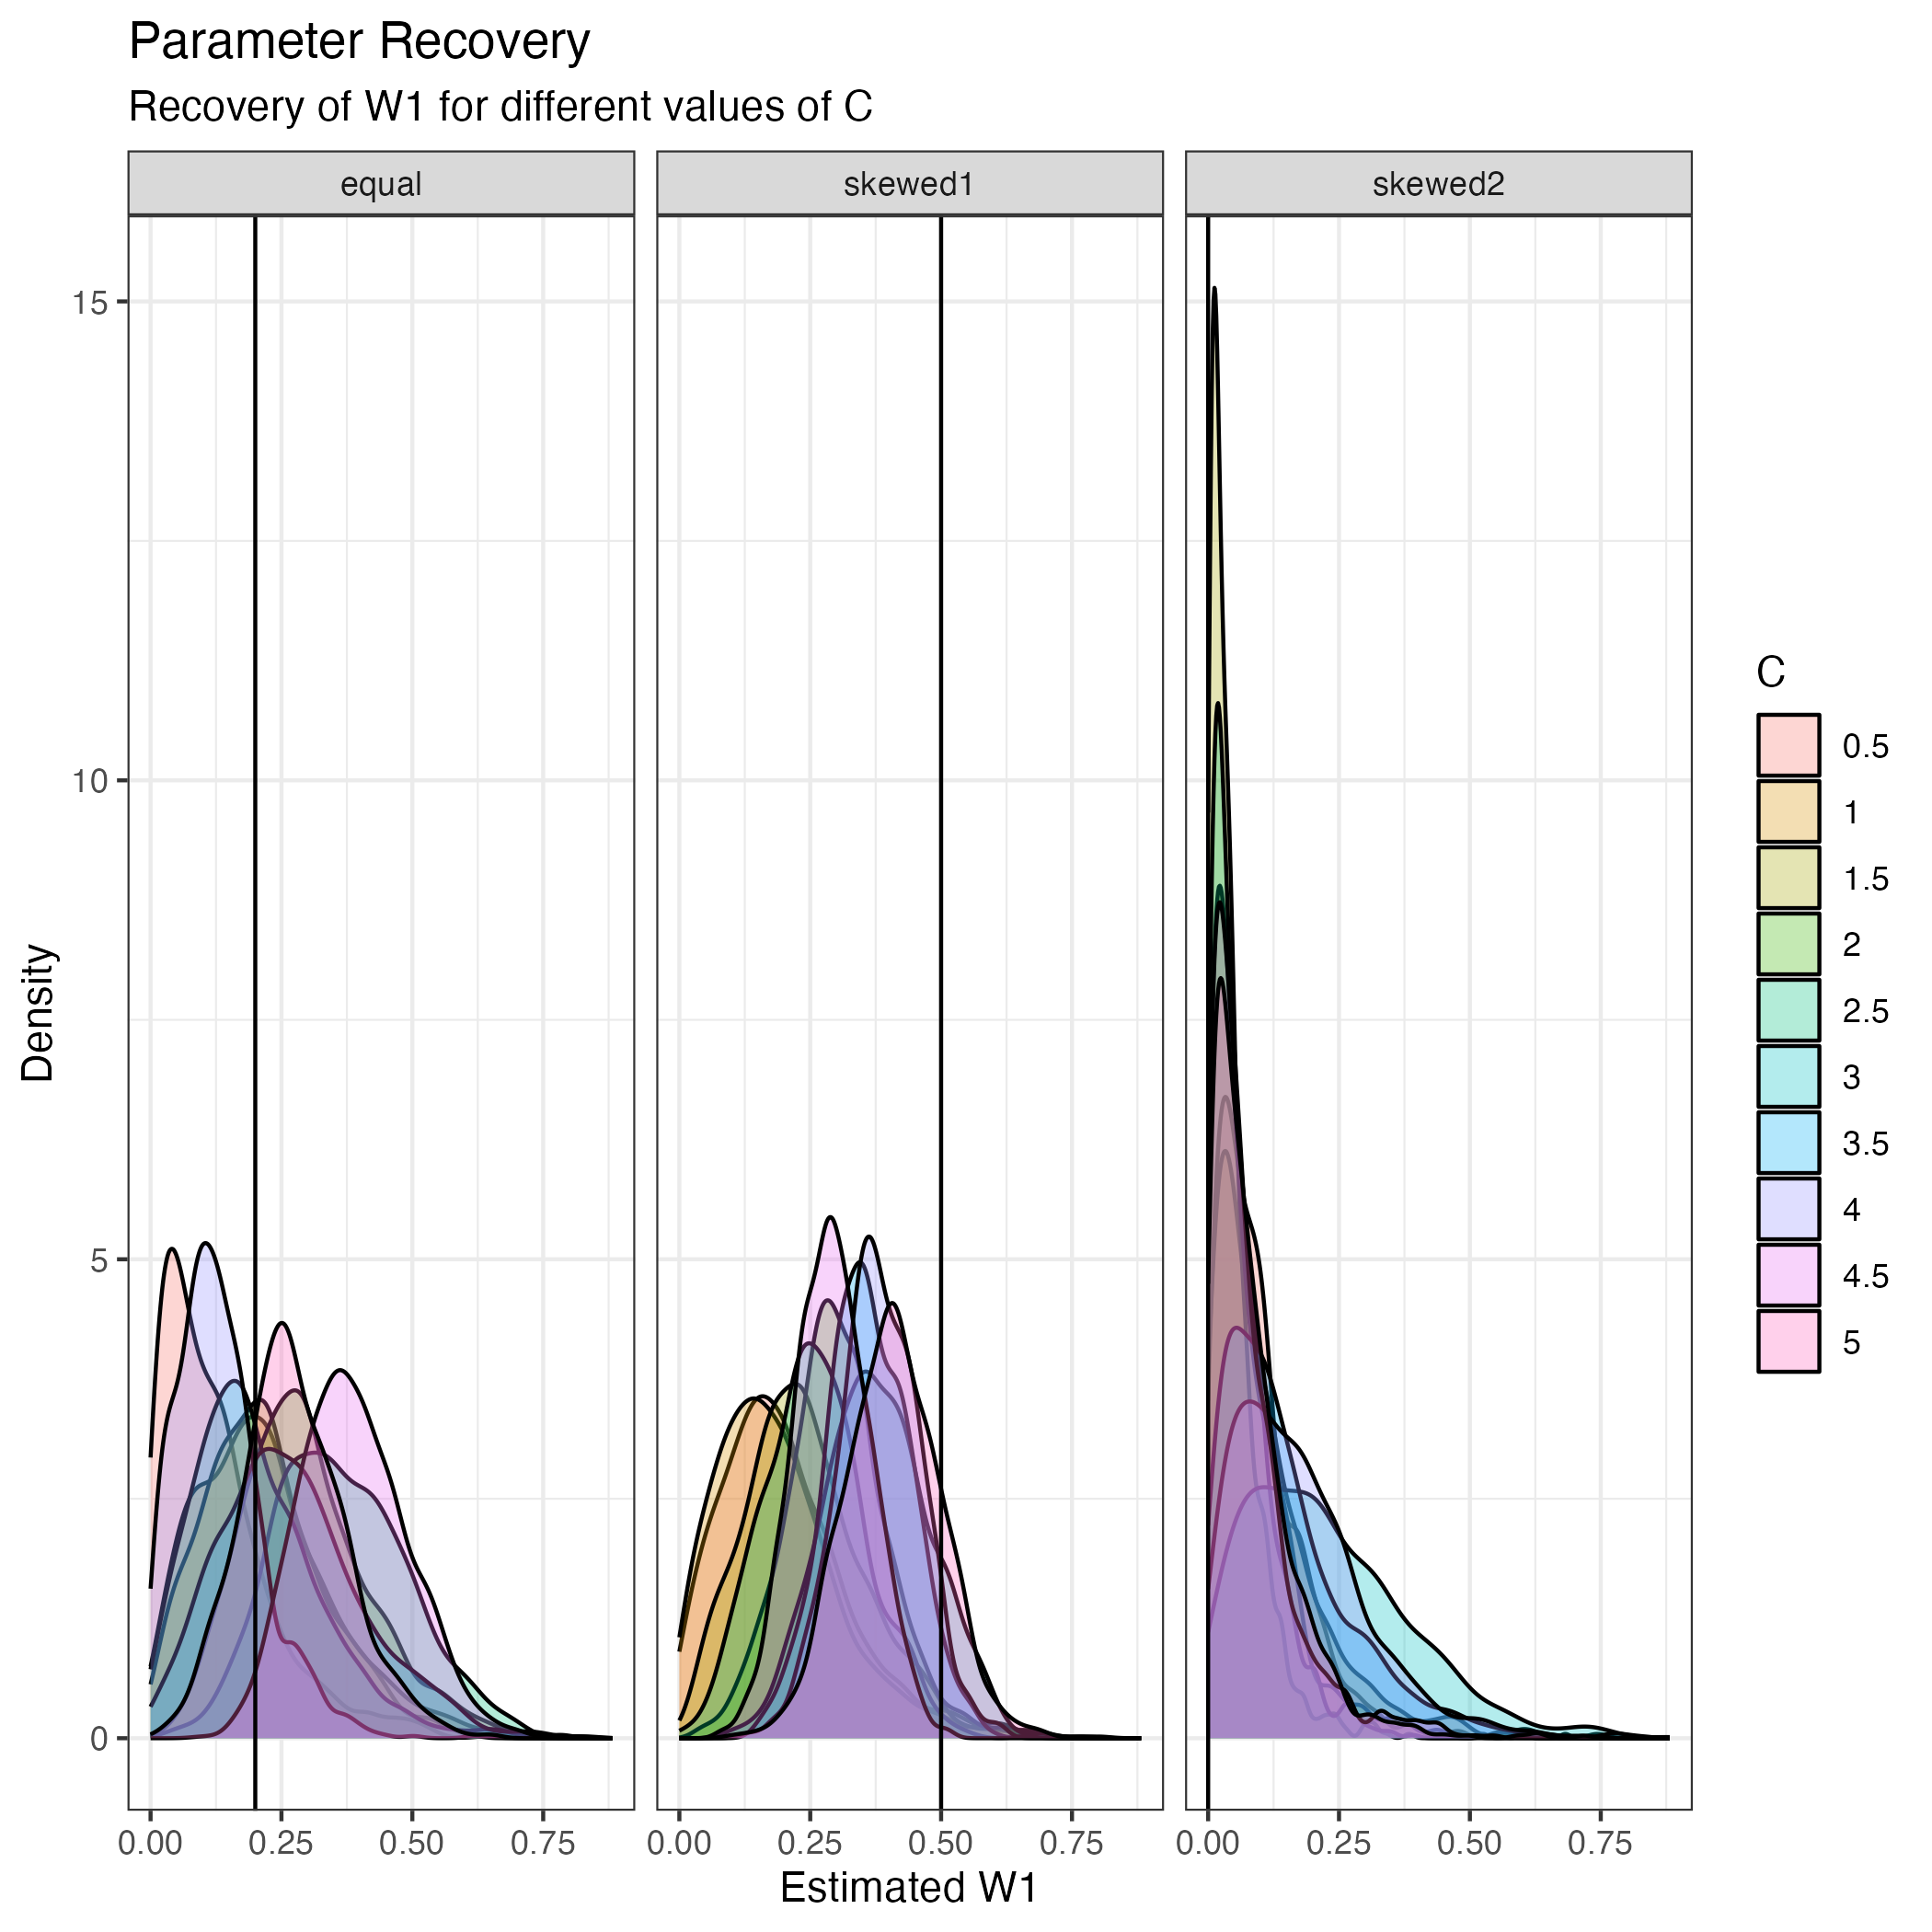 Parameter Recovery
Recovery of W1 for different values of C
equal
skewed1
skewed2
15
10
5
0
Density
0.00 0.25 0.50 0.75
0.00 0.25 0.50 0.75
0.00 0.25 0.50 0.75
Estimated W1
C
0.5
1
1.5
2
2.5
3
3.5
4
4.5
5